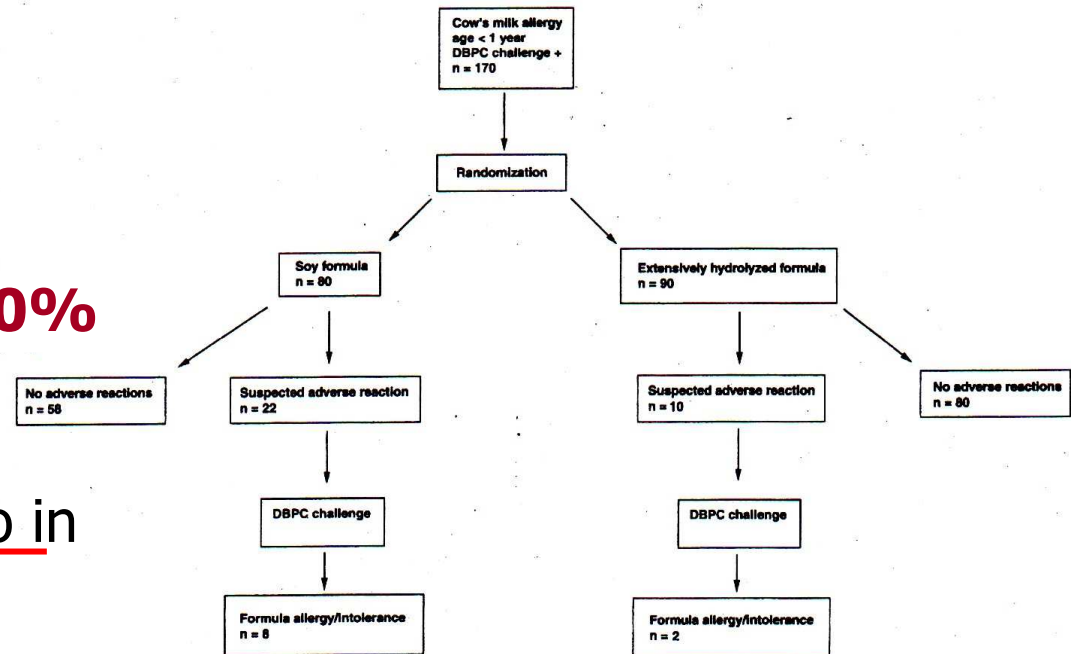 Cow's milk allergy
age < 1 year
DBPC challenge +
n = 170
Randomization
Soy formula
n = 80
Extensively hydrolyzed formula
n = 90
0%
No adverse reactions
n = 58
Suspected adverse reaction
n = 22
Suspected adverse reaction
n = 10
No adverse reactions
n = 80
in
DBPC challenge
DBPC challenge
Formula allergy/intolerance
n = 8
Formula allergy/intolerance
n = 2